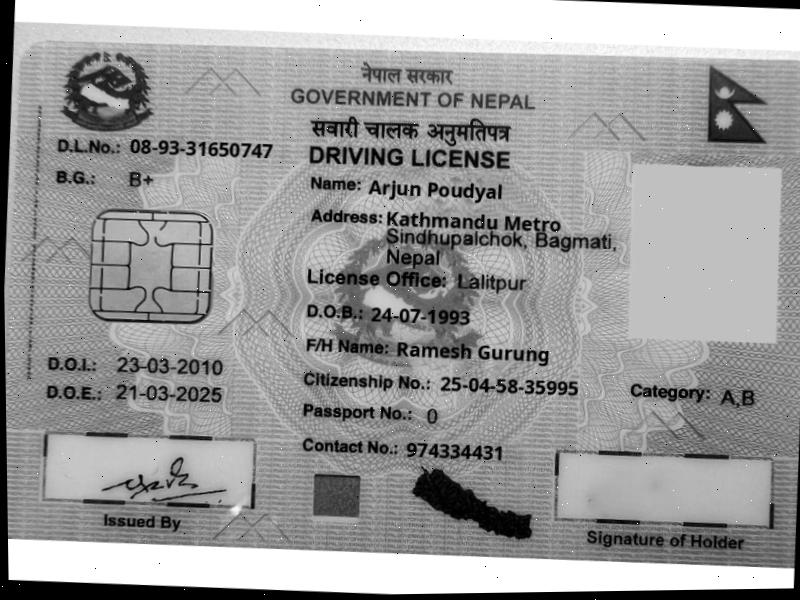 नेपाल सरकार
GOVERNMENT OF NEPAL
सवारी चालक अनुमतिपत्र
DRIVING LICENSE
D.L.No.: 08-93-31650747
B.G.: B+
Name: Arjun Poudyal
Address: Kathmandu Metro
Sindhupalchok, Bagmati,
Nepal
License Office: Lalitpur
D.O.B.: 24-07-1993
F/H Name: Ramesh Gurung
D.O.I.: 23-03-2010
D.O.E.: 21-03-2025
Citizenship No.: 25-04-58-35995
Category: A,B
Passport No.: 0
Contact No.: 974334431
Issued By
Signature of Holder